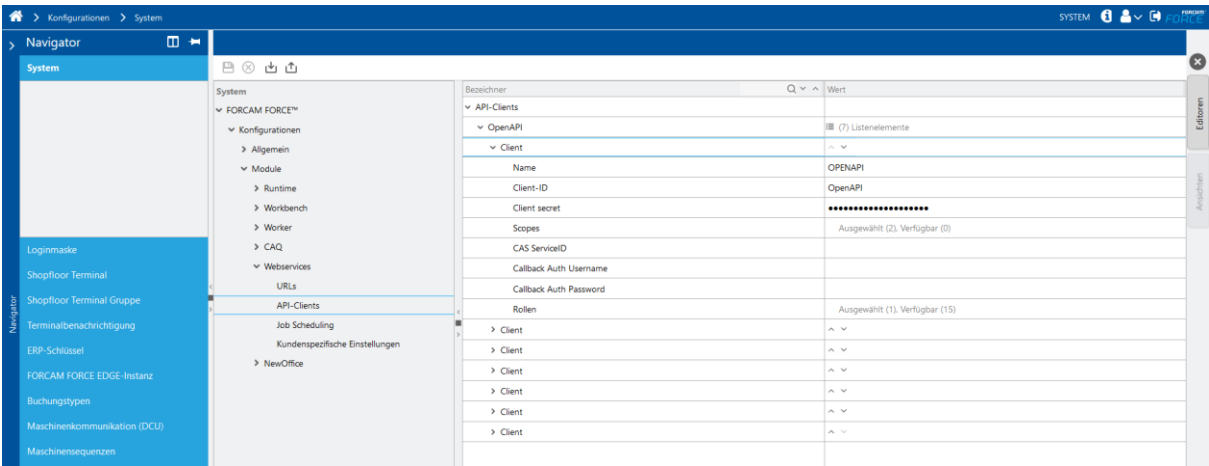 Konfigurationen > System
SYSTEM
FORCAM FORCE
Navigator
System
Loginmaske
Shopfloor Terminal
Shopfloor Terminal Gruppe
Terminalbenachrichtigung
ERP-Schlüssel
FORCAM FORCE EDGE-Instanz
Buchungstypen
Maschinenkommunikation (DCU)
Maschinensequenzen
Navigator
System
FORCAM FORCE™
Konfigurationen
Allgemein
Module
Runtime
Workbench
Worker
CAQ
Webservices
URLs
API-Clients
Job Scheduling
Kundenspezifische Einstellungen
NewOffice
Bezeichner Wert
API-Clients
OpenAPI (7) Listenelemente
Client
Name OPENAPI
Client-ID OpenAPI
Client secret ••••••••••••••••••••
Scopes Ausgewählt (2), Verfügbar (0)
CAS ServiceID
Callback Auth Username
Callback Auth Password
Rollen Ausgewählt (1), Verfügbar (15)
Client
Client
Client
Client
Client
Client
Editoren
Ansichten